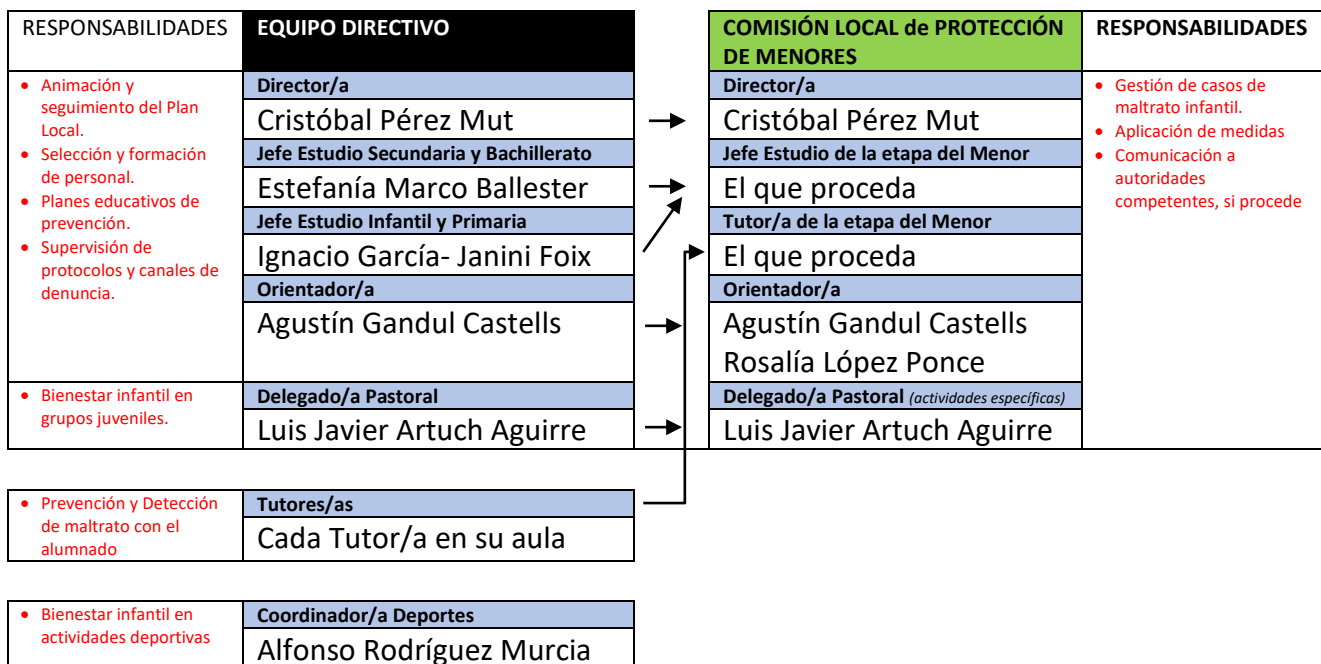 RESPONSABILIDADES
EQUIPO DIRECTIVO
• Animación y
seguimiento del Plan
Local.
• Selección y formación
de personal.
• Planes educativos de
prevención.
• Supervisión de
protocolos y canales de
denuncia.
Director/a
Cristóbal Pérez Mut
Jefe Estudio Secundaria y Bachillerato
Estefanía Marco Ballester
Jefe Estudio Infantil y Primaria
Ignacio García- Janini Foix
Orientador/a
Agustín Gandul Castells
• Bienestar infantil en
grupos juveniles.
Delegado/a Pastoral
Luis Javier Artuch Aguirre
COMISIÓN LOCAL de PROTECCIÓN
DE MENORES
RESPONSABILIDADES
Director/a
Cristóbal Pérez Mut
Jefe Estudio de la etapa del Menor
El que proceda
Tutor/a de la etapa del Menor
El que proceda
Orientador/a
Agustín Gandul Castells
Rosalía López Ponce
Delegado/a Pastoral (actividades específicas)
Luis Javier Artuch Aguirre
• Gestión de casos de
maltrato infantil.
• Aplicación de medidas
• Comunicación a
autoridades
competentes, si procede
• Prevención y Detección
de maltrato con el
alumnado
Tutores/as
Cada Tutor/a en su aula
• Bienestar infantil en
actividades deportivas
Coordinador/a Deportes
Alfonso Rodríguez Murcia